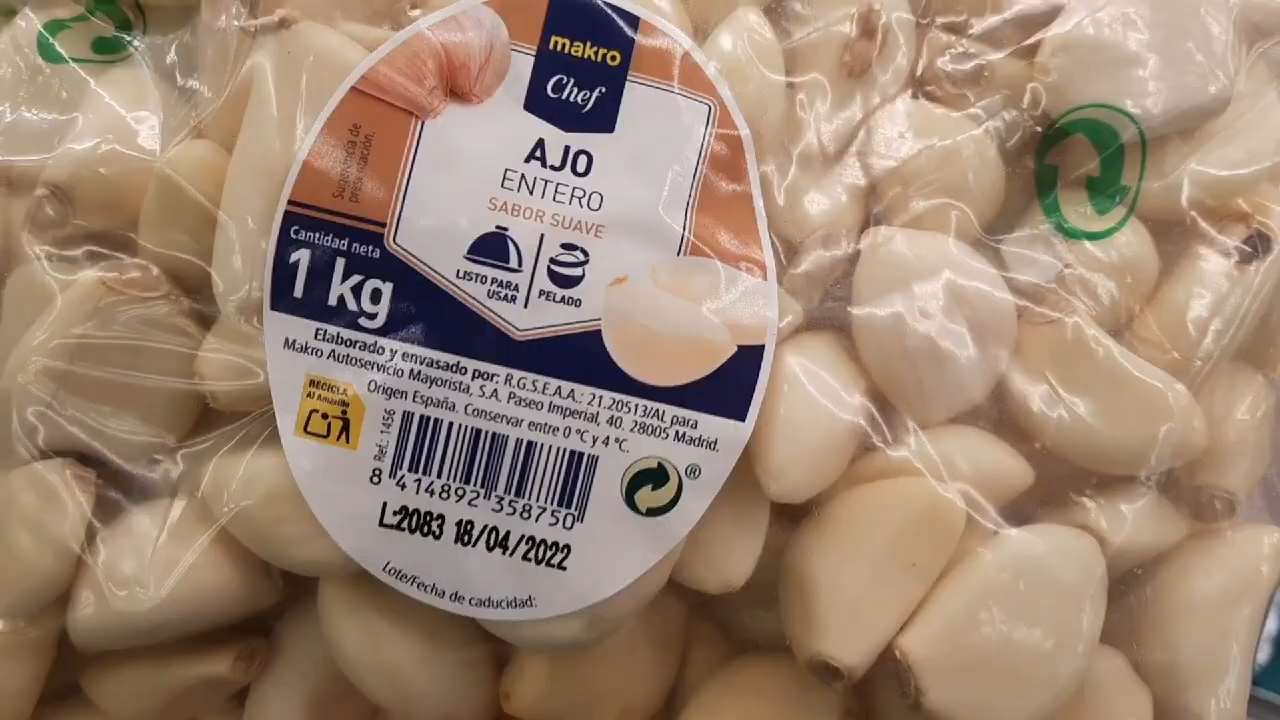 makro
Chef
AJO
ENTERO
SABOR SUAVE
LISTO PARA
USAR
PELADO
Sugerencia de
presentación.
Cantidad neta
1 kg
Elaborado y envasado por: R.G.S.E.A.A.: 21.20513/AL para
Makro Autoservicio Mayorista, S.A. Paseo Imperial, 40. 28005 Madrid.
Origen España. Conservar entre 0 °C y 4 °C.
RECICLA
Al Amarillo
Ref.: 1456
8 414892 358750
®
L:2083 18/04/2022
Lote/Fecha de caducidad: